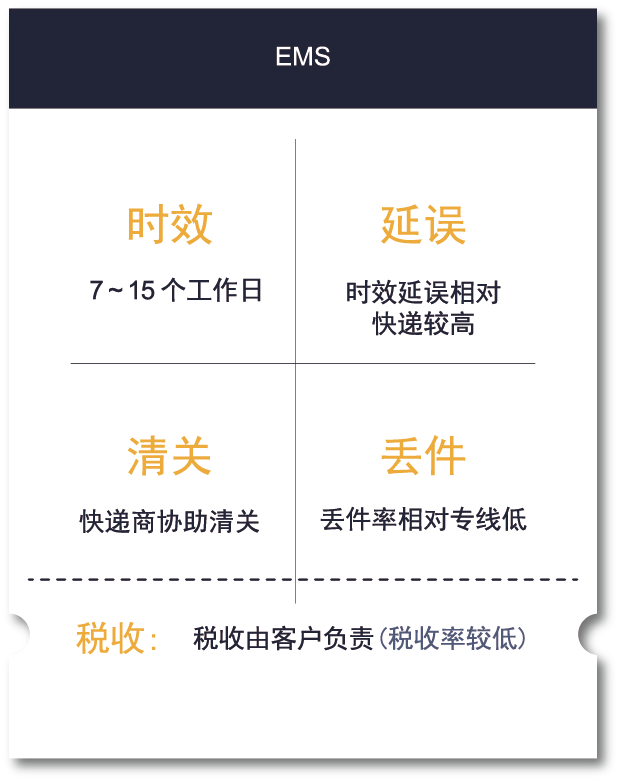 EMS
时效
7~15个工作日
延误
时效延误相对
快递较高
清关
快递商协助清关
丢件
丢件率相对专线低
税收: 税收由客户负责(税收率较低)